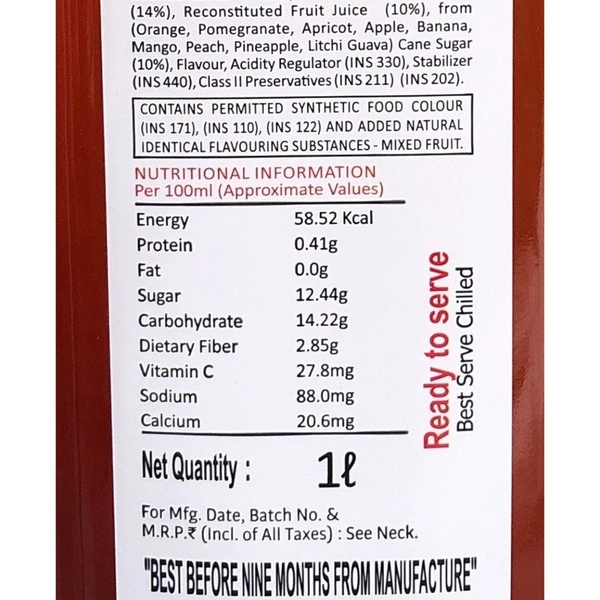 (14%), Reconstituted Fruit Juice (10%), from
(Orange, Pomegranate, Apricot, Apple, Banana,
Mango, Peach, Pineapple, Litchi Guava) Cane Sugar
(10%), Flavour, Acidity Regulator (INS 330), Stabilizer
(INS 440), Class II Preservatives (INS 211) (INS 202).
CONTAINS PERMITTED SYNTHETIC FOOD COLOUR
(INS 171), (INS 110), (INS 122) AND ADDED NATURAL
IDENTICAL FLAVOURING SUBSTANCES - MIXED FRUIT.
NUTRITIONAL INFORMATION
Per 100ml (Approximate Values)
Energy 58.52 Kcal
Protein 0.41g
Fat 0.0g
Sugar 12.44g
Carbohydrate 14.22g
Dietary Fiber 2.85g
Vitamin C 27.8mg
Sodium 88.0mg
Calcium 20.6mg
Ready to serve
Best Serve Chilled
Net Quantity : 1ℓ
For Mfg. Date, Batch No. &
M.R.P.₹ (Incl. of All Taxes) : See Neck.
"BEST BEFORE NINE MONTHS FROM MANUFACTURE"